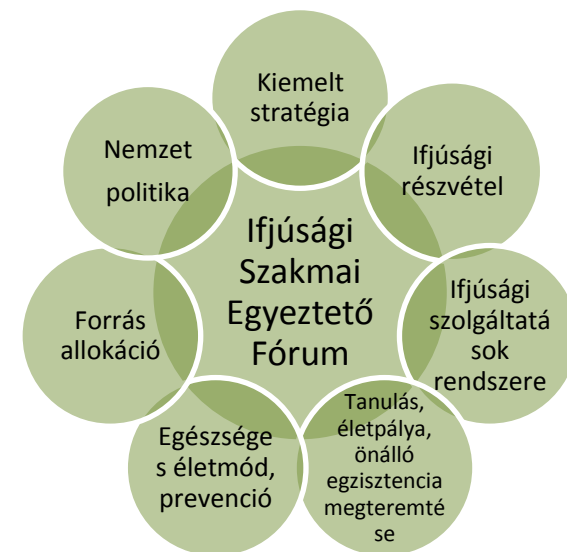 Kiemelt
stratégia
Ifjúsági
részvétel
Ifjúsági
szolgáltatá
sok
rendszere
Tanulás,
életpálya,
önálló
egzisztencia
megteremté
se
Egészsége
s életmód,
prevenció
Forrás
allokáció
Nemzet
politika
Ifjúsági
Szakmai
Egyeztető
Fórum